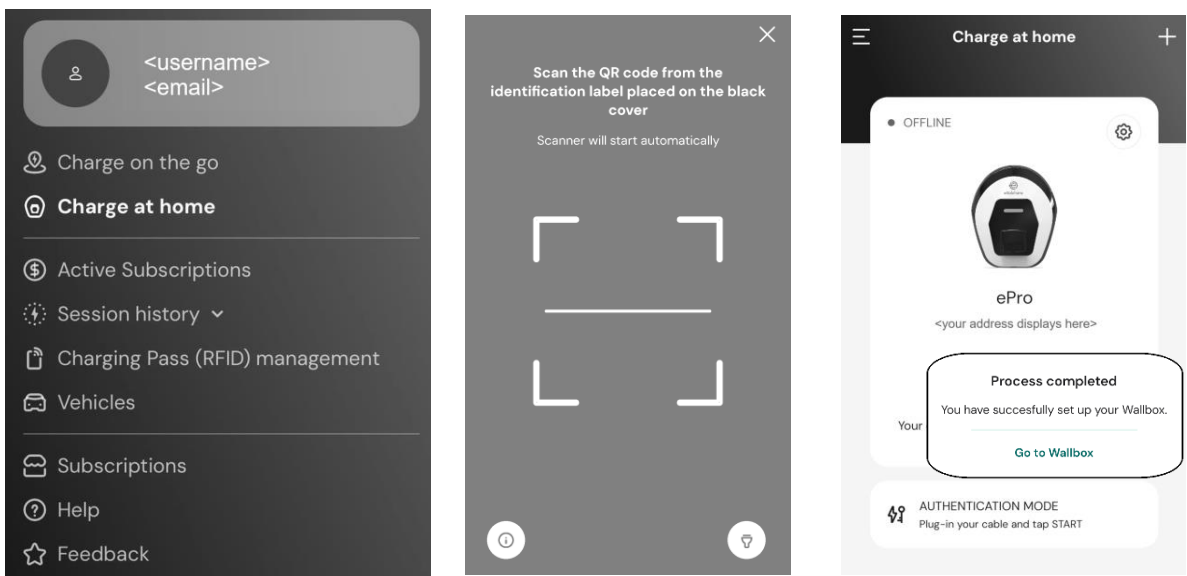 <username>
<email>
Charge on the go
Charge at home
Active Subscriptions
Session history
Charging Pass (RFID) management
Vehicles
Subscriptions
Help
Feedback
Scan the QR code from the
identification label placed on the black
cover
Scanner will start automatically
Charge at home
OFFLINE
ePro
<your address displays here>
Process completed
You have succesfully set up your Wallbox.
Your
Go to Wallbox
AUTHENTICATION MODE
Plug-in your cable and tap START